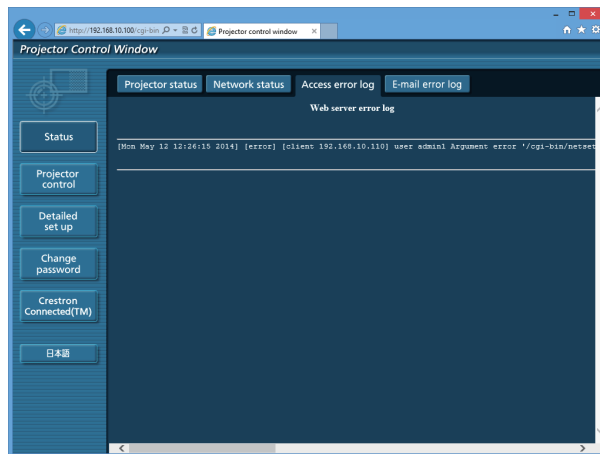 http://192.168.10.100/cgi-bin
Projector control window
Projector Control Window
Projector status
Network status
Access error log
E-mail error log
Web server error log
[Mon May 12 12:26:15 2014] [error] [client 192.168.10.110] user admin1 Argument error '/cgi-bin/netset
Status
Projector
control
Detailed
set up
Change
password
Crestron
Connected(TM)
日本語